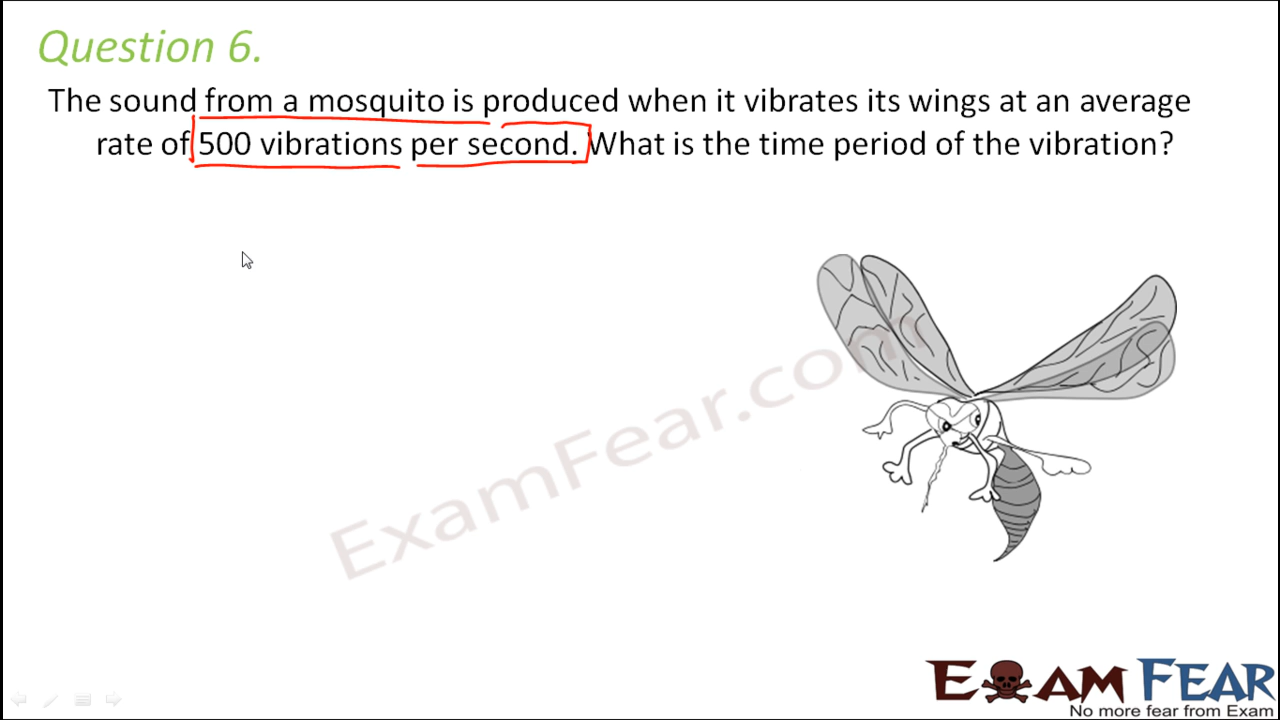 Question 6.
The sound from a mosquito is produced when it vibrates its wings at an average
rate of 500 vibrations per second. What is the time period of the vibration?
ExamFear.com
EXAM FEAR
No more fear from Exam